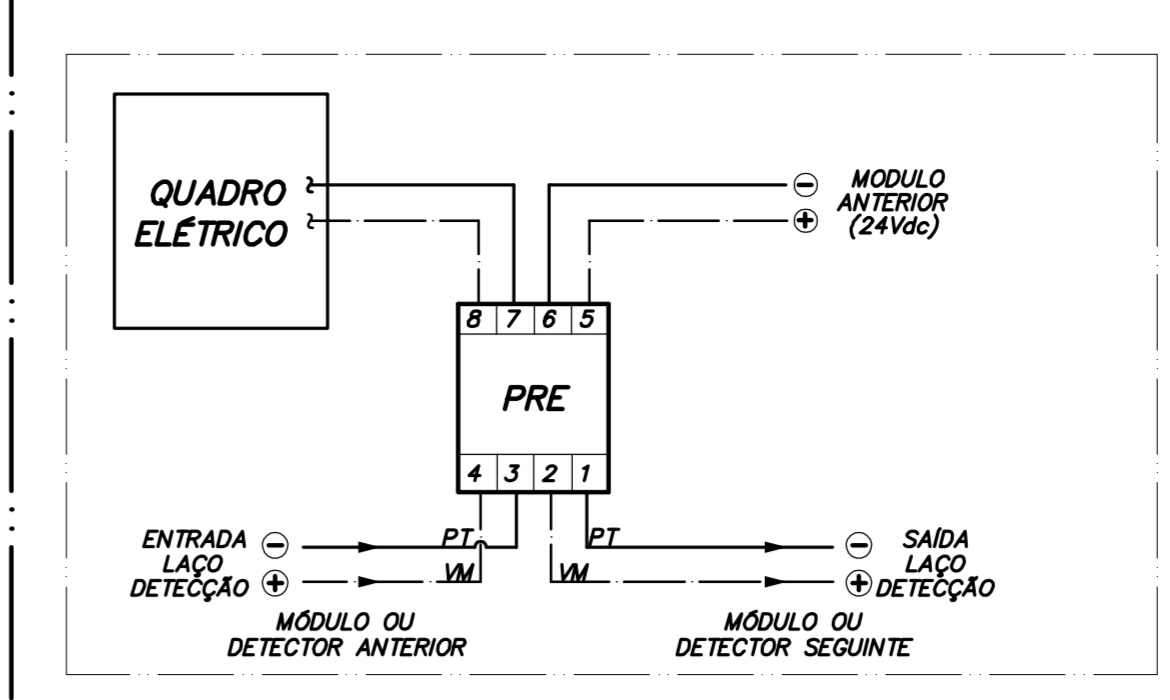 QUADRO
ELÉTRICO
MODULO
ANTERIOR
(24Vdc)
8 7 6 5
PRE
4 3 2 1
ENTRADA
LAÇO
DETECÇÃO
PT
VM
PT
VM
SAÍDA
LAÇO
DETECÇÃO
MÓDULO OU
DETECTOR ANTERIOR
MÓDULO OU
DETECTOR SEGUINTE